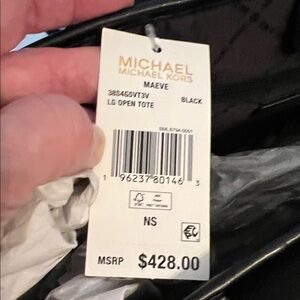 MICHAEL
MICHAEL KORS
MAEVE
38S4G5VT3V BLACK
LG OPEN TOTE
1 96237 80146 3
NS
MSRP $428.00